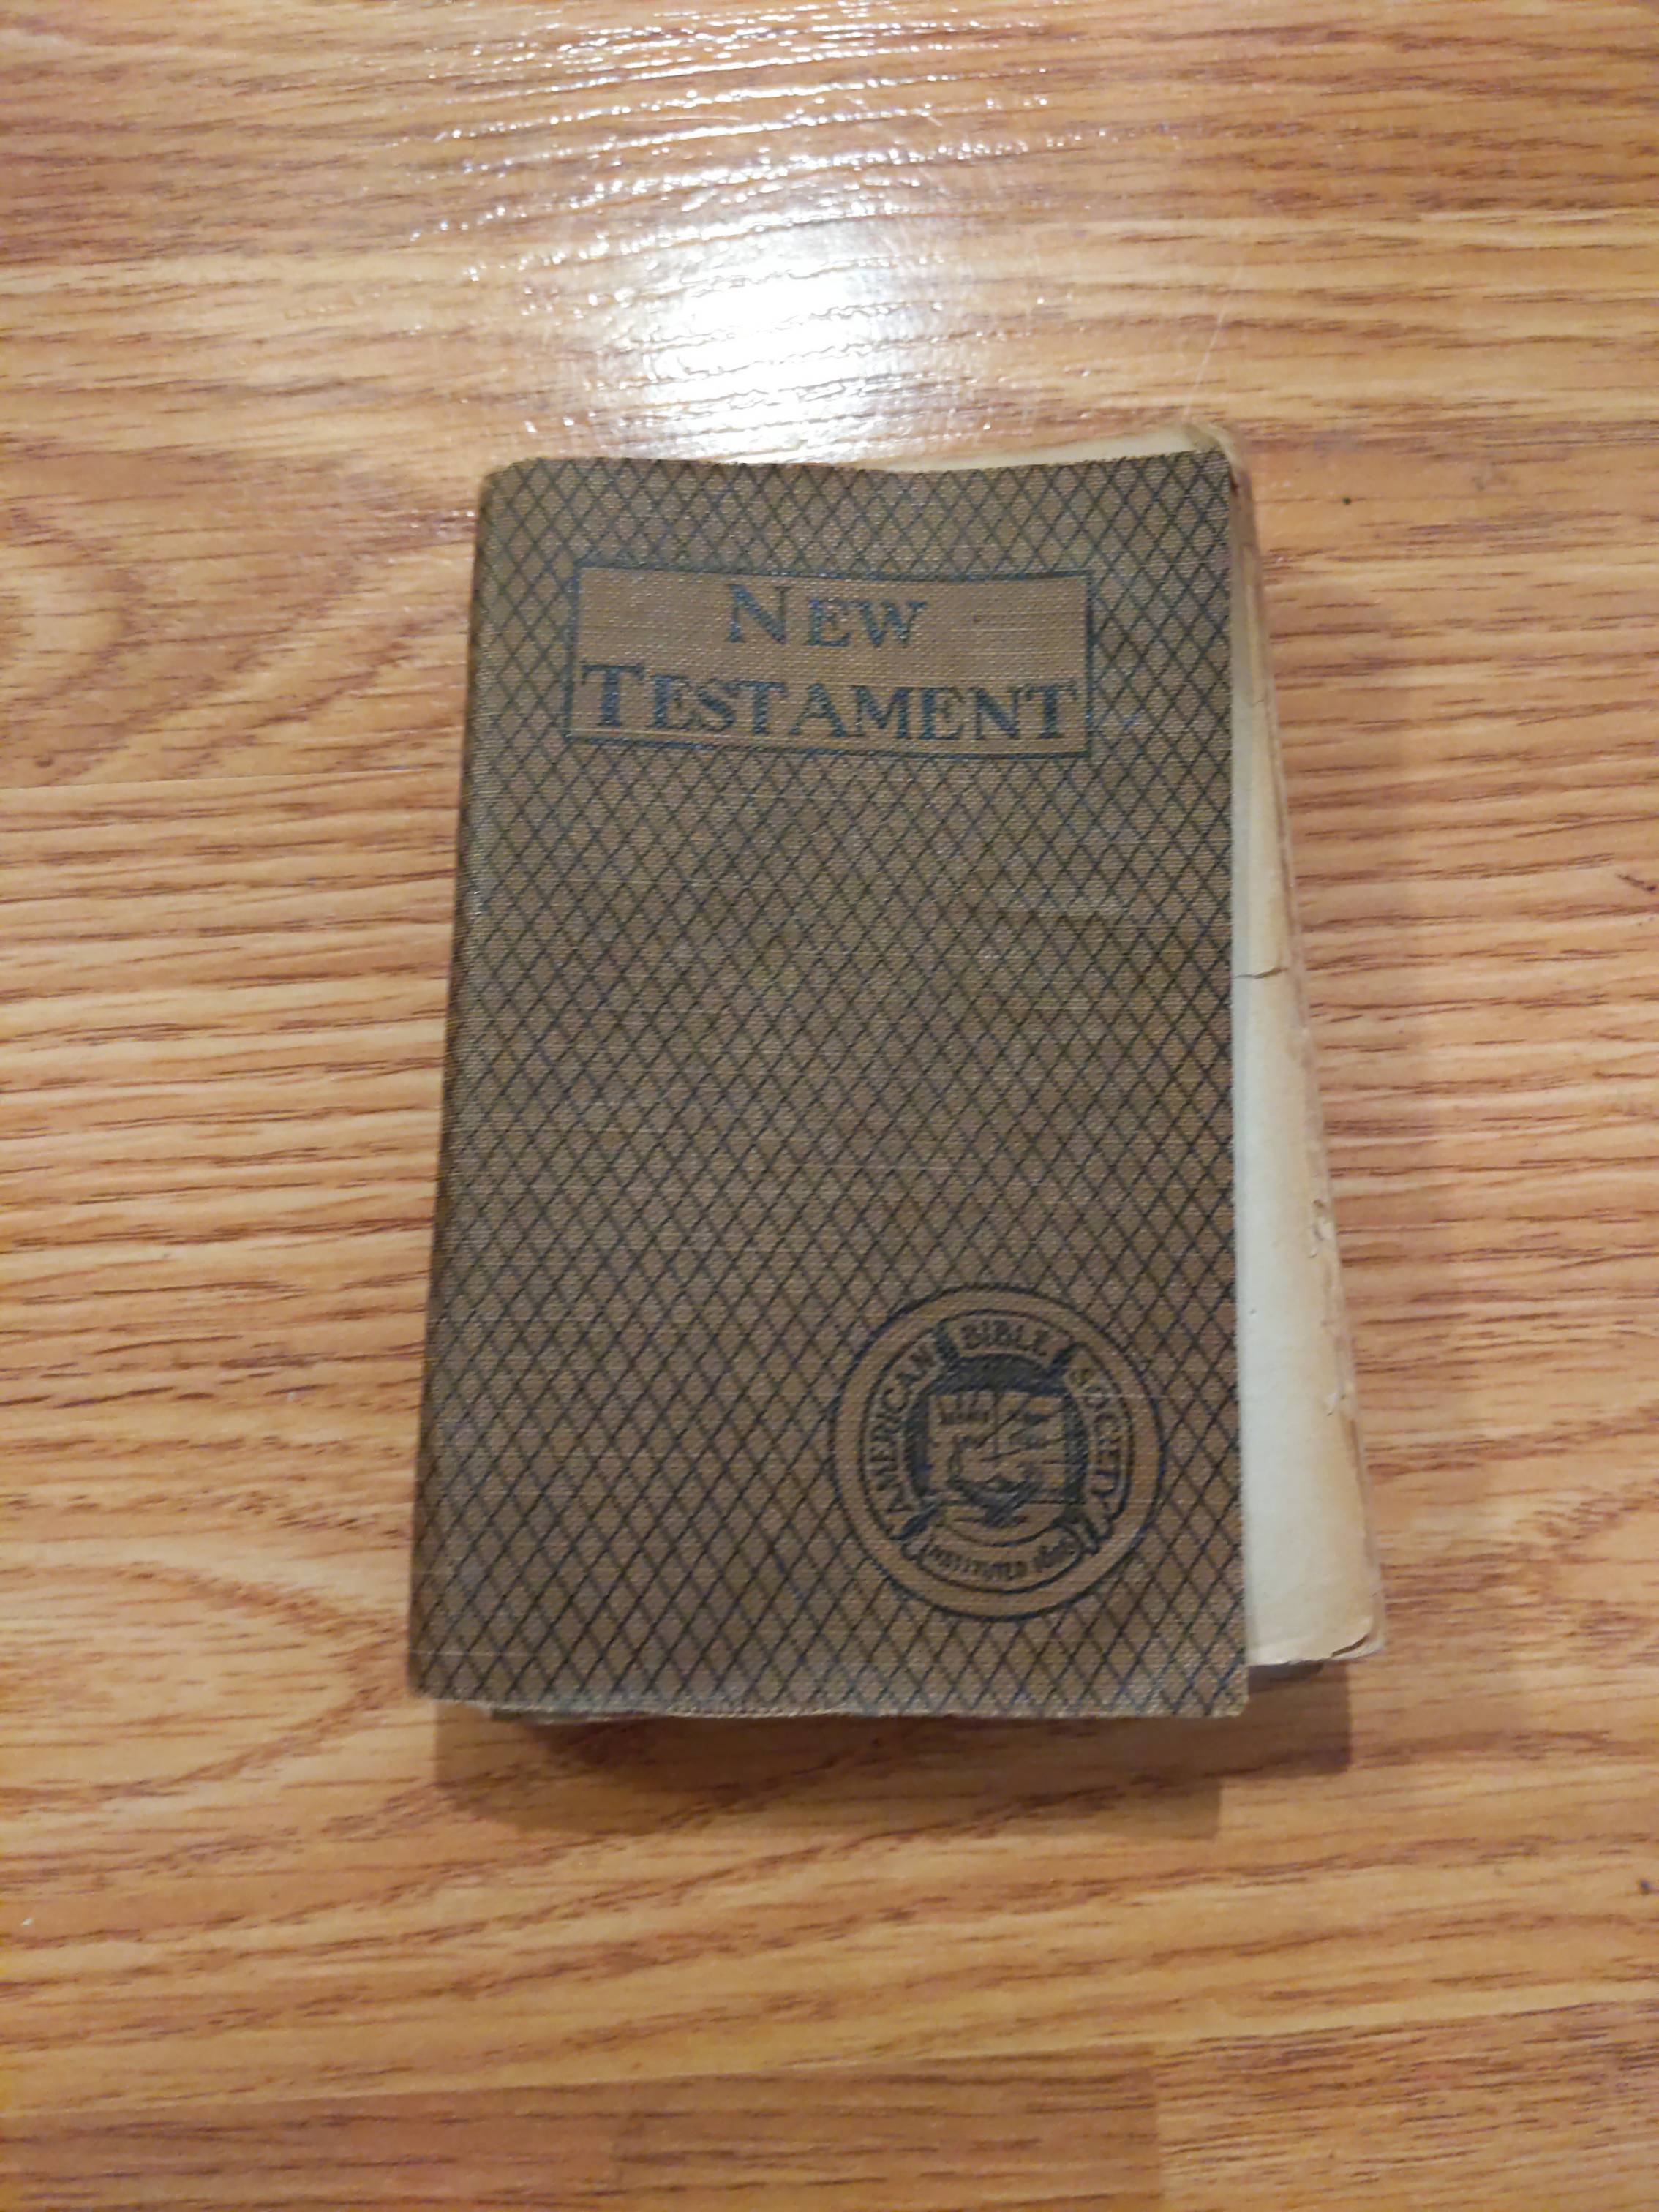 NEW
TESTAMENT
AMERICAN BIBLE SOCIETY
INSTITUTED 1816